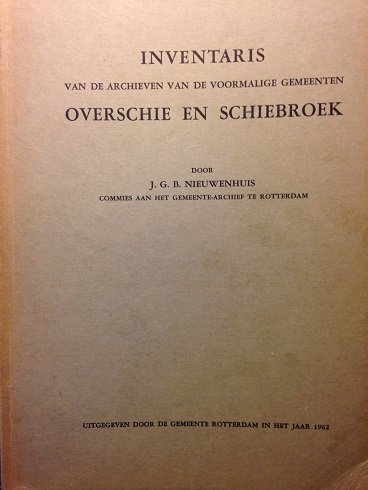 INVENTARIS
VAN DE ARCHIEVEN VAN DE VOORMALIGE GEMEENTEN
OVERSCHIE EN SCHIEBROEK
DOOR
J. G. B. NIEUWENHUIS
COMMIES AAN HET GEMEENTE-ARCHIEF TE ROTTERDAM
UITGEGEVEN DOOR DE GEMEENTE ROTTERDAM IN HET JAAR 1962